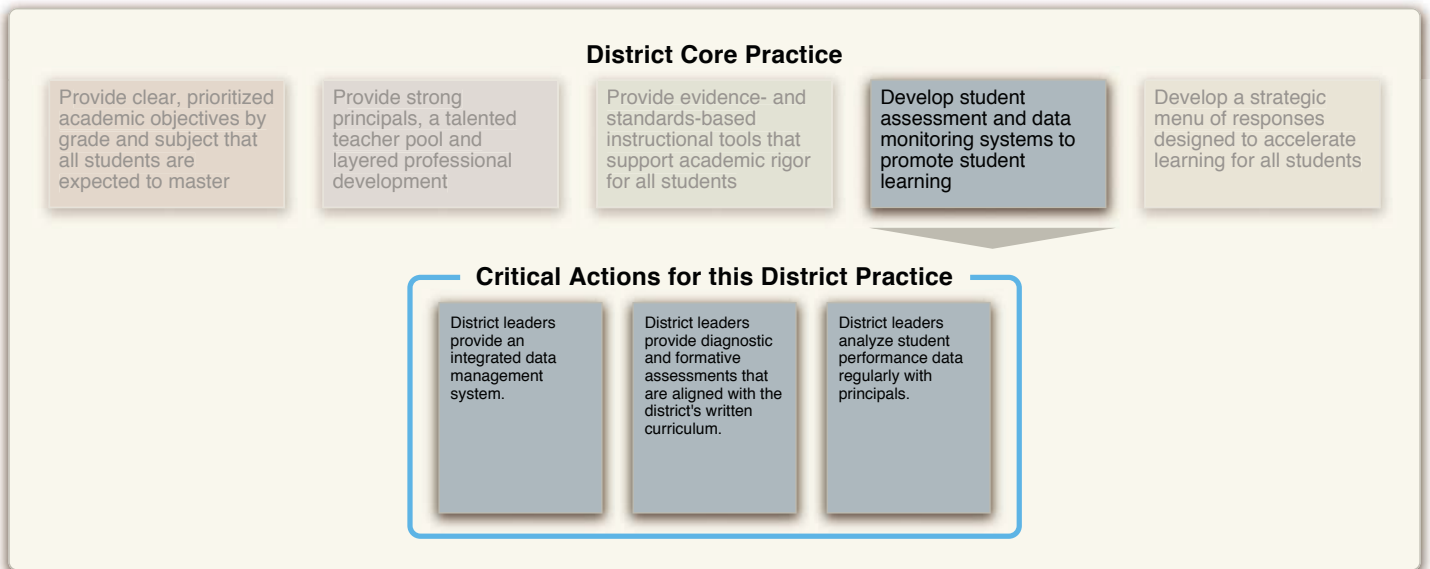 District Core Practice
Provide clear, prioritized
academic objectives by
grade and subject that
all students are
expected to master
Provide strong
principals, a talented
teacher pool and
layered professional
development
Provide evidence- and
standards-based
instructional tools that
support academic rigor
for all students
Develop student
assessment and data
monitoring systems to
promote student
learning
Develop a strategic
menu of responses
designed to accelerate
learning for all students
Critical Actions for this District Practice
District leaders
provide an
integrated data
management
system.
District leaders
provide diagnostic
and formative
assessments that
are aligned with the
district's written
curriculum.
District leaders
analyze student
performance data
regularly with
principals.